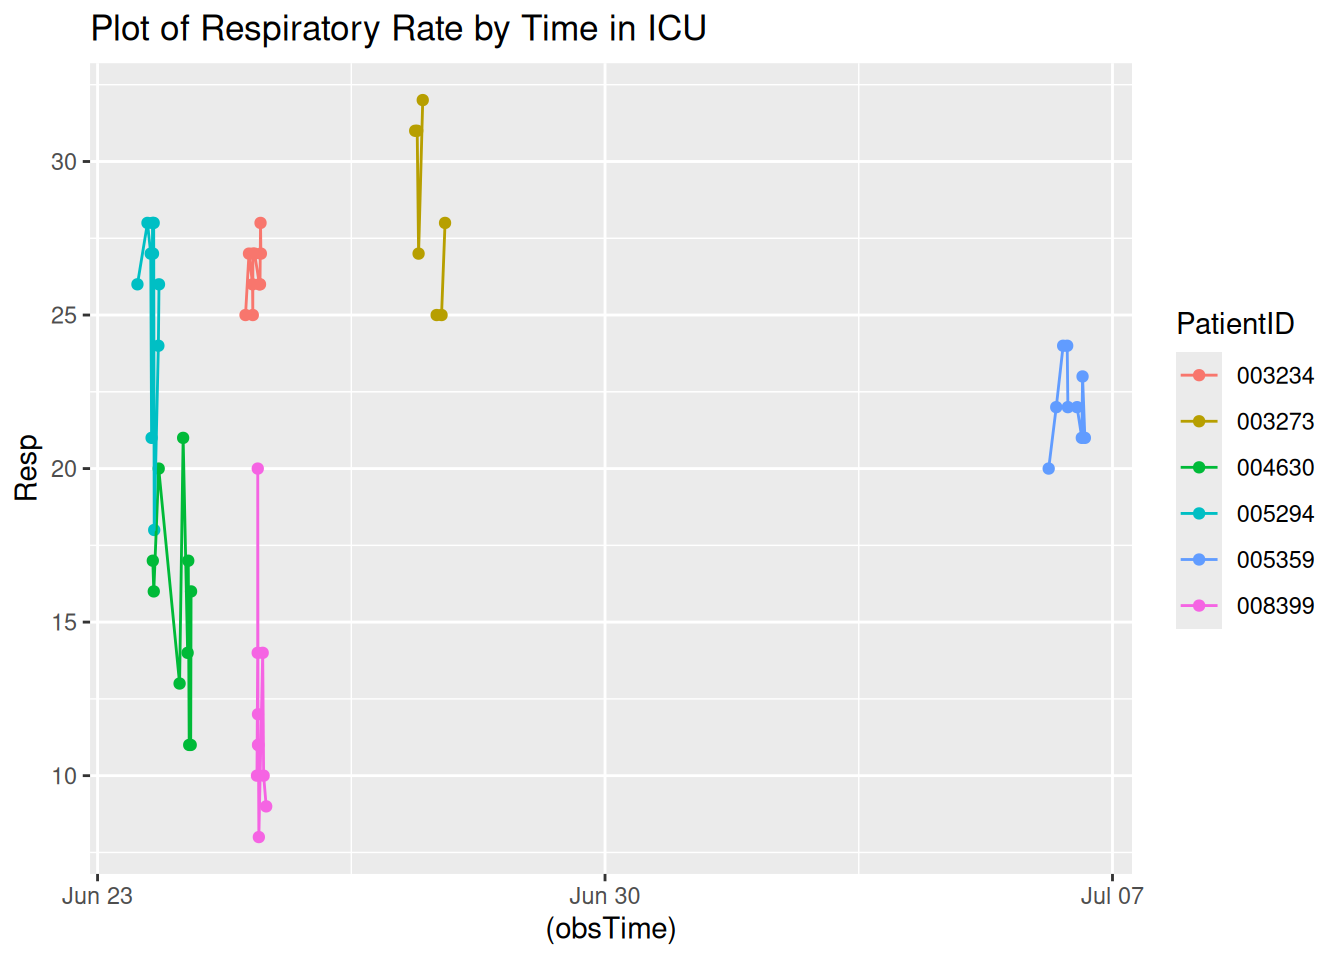 Plot of Respiratory Rate by Time in ICU
Resp
30
25
20
15
10
Jun 23
Jun 30
Jul 07
(obsTime)
PatientID
003234
003273
004630
005294
005359
008399